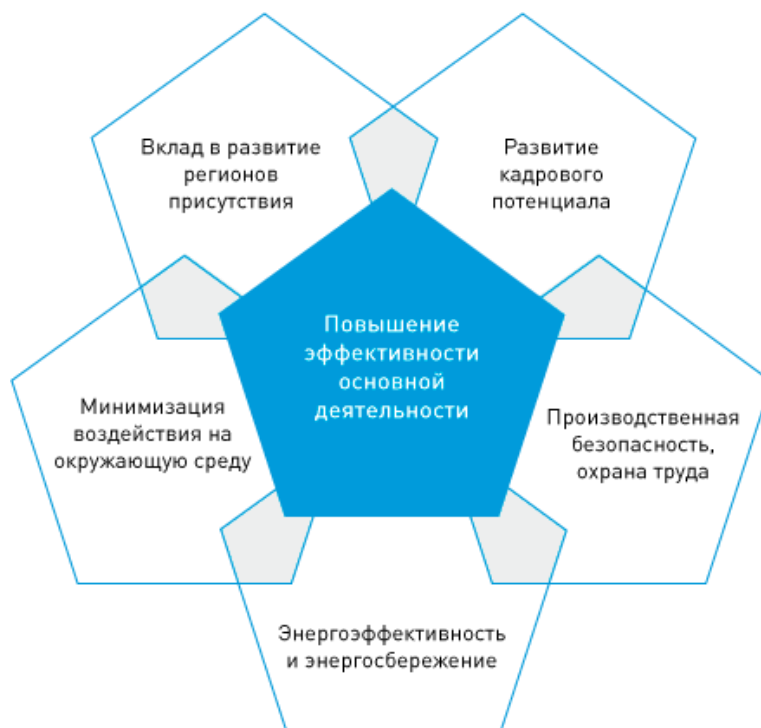 Вклад в развитие
регионов
присутствия
Развитие
кадрового
потенциала
Повышение
эффективности
основной
деятельности
Минимизация
воздействия на
окружающую среду
Производственная
безопасность,
охрана труда
Энергоэффективность
и энергосбережение